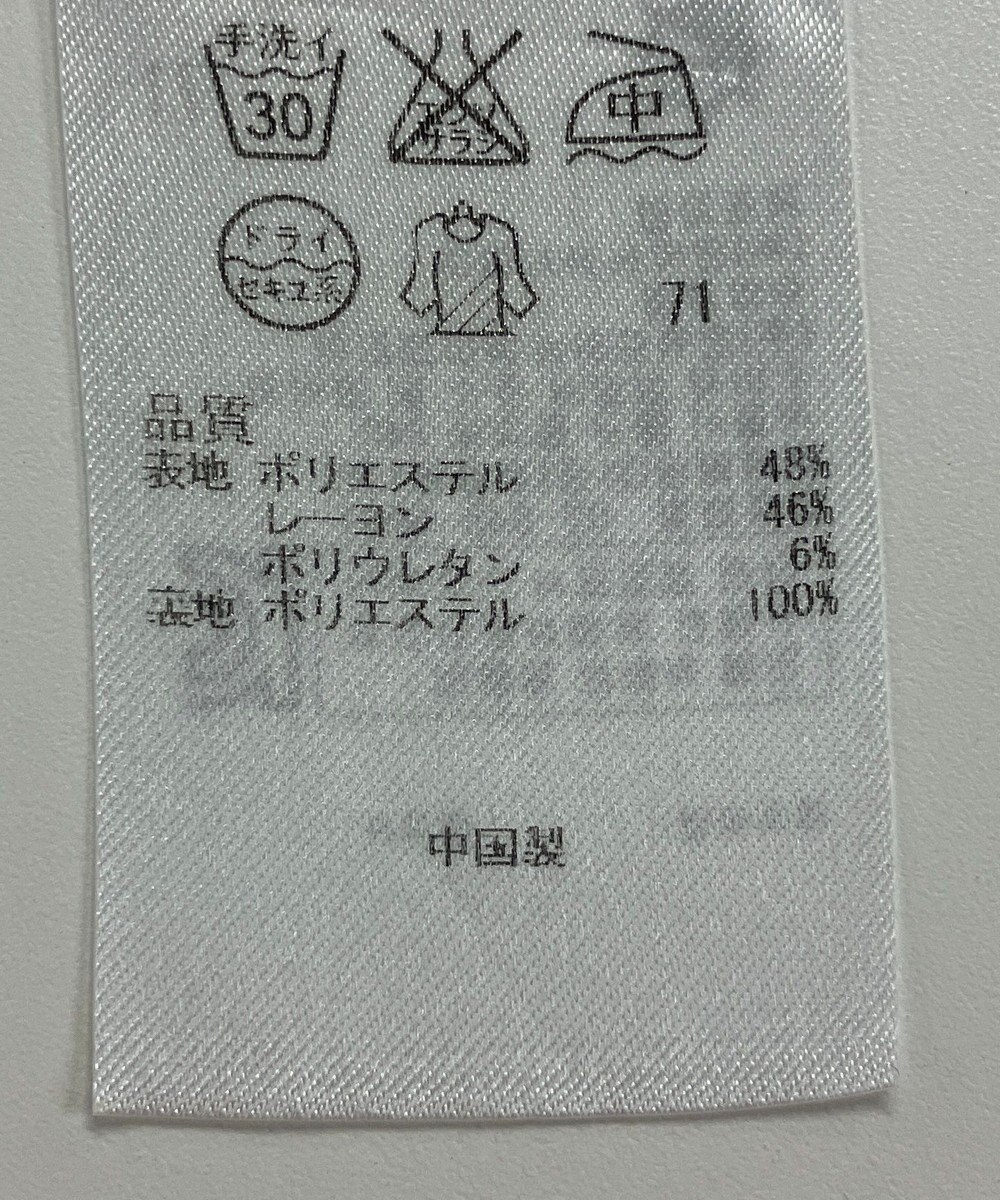 手洗イ
30
エンソ
サラシ
中
ドライ
セキユ系
71
品質
表地 ポリエステル 48%
レーヨン 46%
ポリウレタン 6%
裏地 ポリエステル 100%
中国製